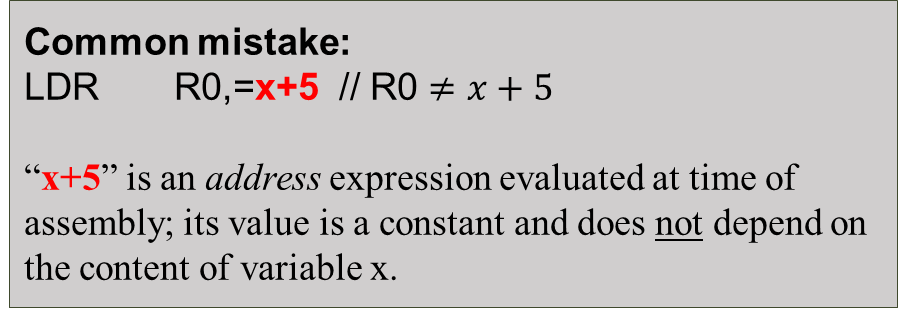 Common mistake:
LDR R0,=x+5 // R0 ≠ x + 5
“x+5” is an address expression evaluated at time of
assembly; its value is a constant and does not depend on
the content of variable x.